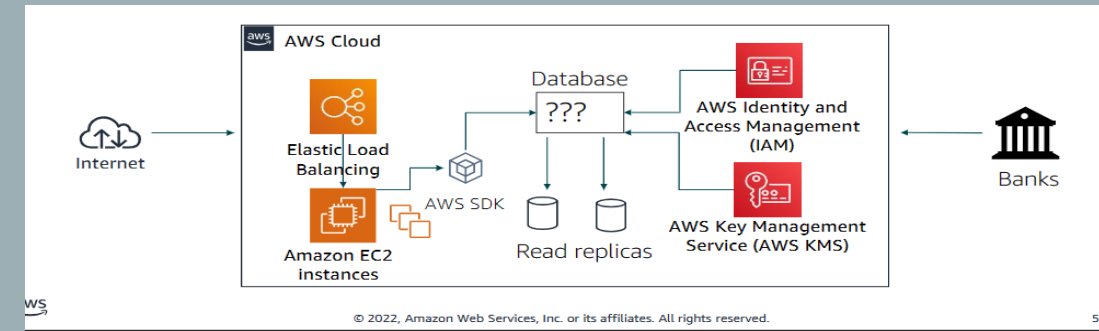 aws
AWS Cloud
Database
???
Elastic Load
Balancing
AWS Identity and
Access Management
(IAM)
Internet
Banks
AWS SDK
Amazon EC2
instances
Read replicas
AWS Key Management
Service (AWS KMS)
ws
© 2022, Amazon Web Services, Inc. or its affiliates. All rights reserved.
5